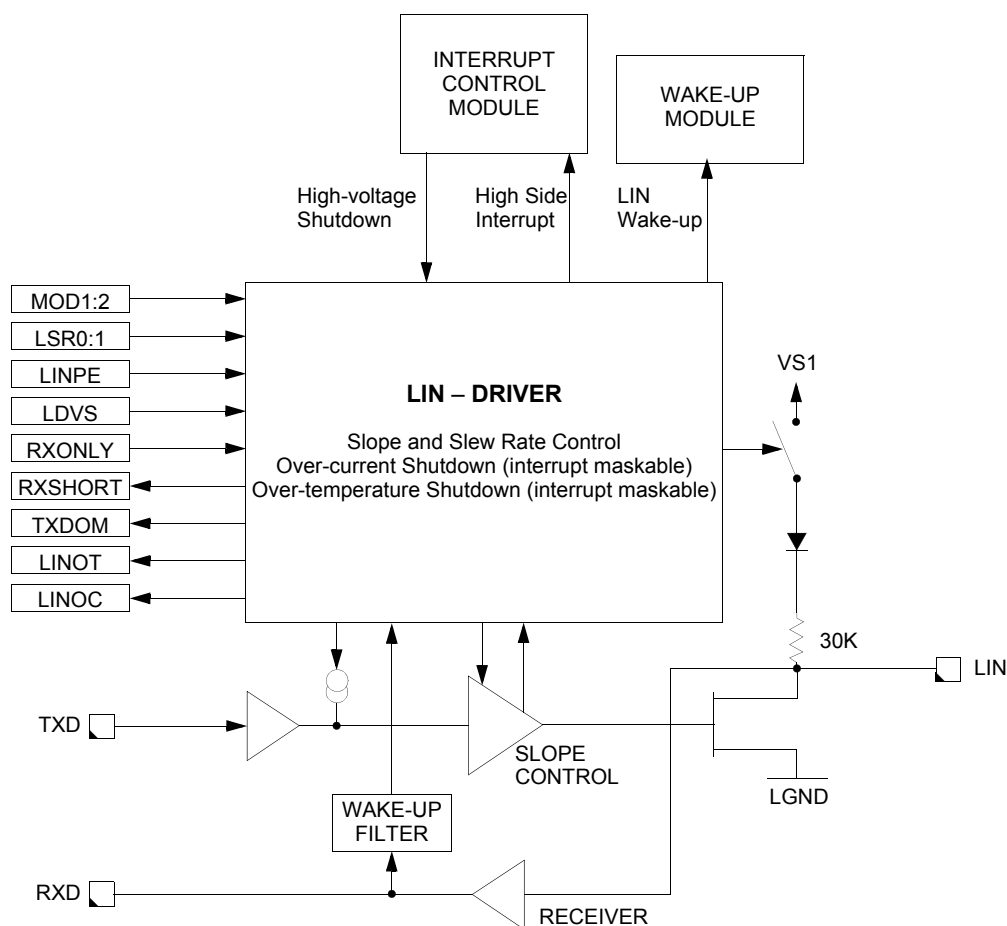 INTERRUPT
CONTROL
MODULE
WAKE-UP
MODULE
High-voltage
Shutdown
High Side
Interrupt
LIN
Wake-up
MOD1:2
LSR0:1
LINPE
LDVS
RXONLY
RXSHORT
TXDOM
LINOT
LINOC
LIN – DRIVER
Slope and Slew Rate Control
Over-current Shutdown (interrupt maskable)
Over-temperature Shutdown (interrupt maskable)
VS1
30K
LIN
TXD
SLOPE
CONTROL
LGND
WAKE-UP
FILTER
RXD
RECEIVER